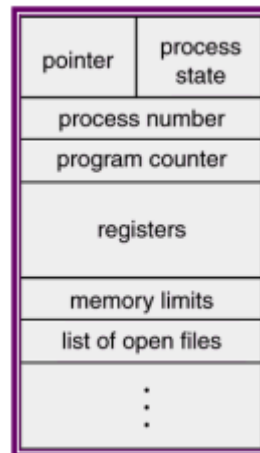 pointer
process
state
process number
program counter
registers
memory limits
list of open files